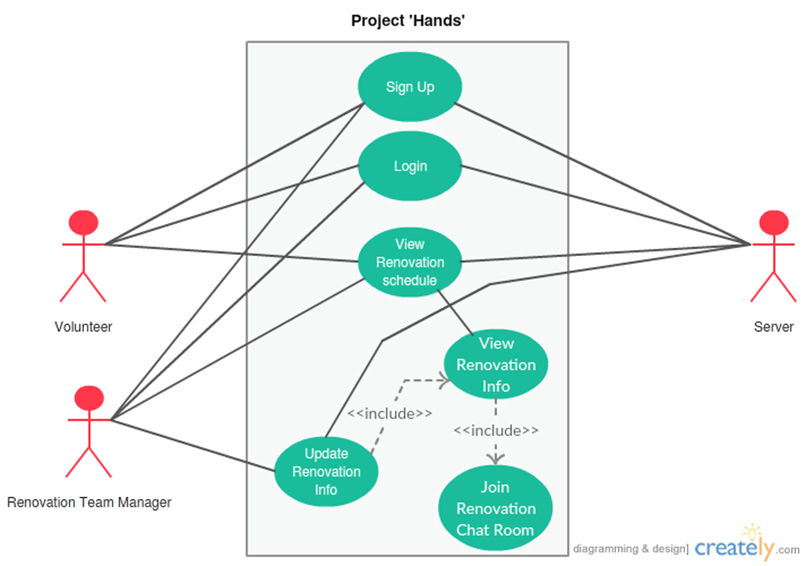 Project 'Hands'
Sign Up
Login
View
Renovation
schedule
Volunteer
Server
View
Renovation
Info
<<include>>
<<include>>
Update
Renovation
Info
Renovation Team Manager
Join
Renovation
Chat Room
diagramming & design] creately.com